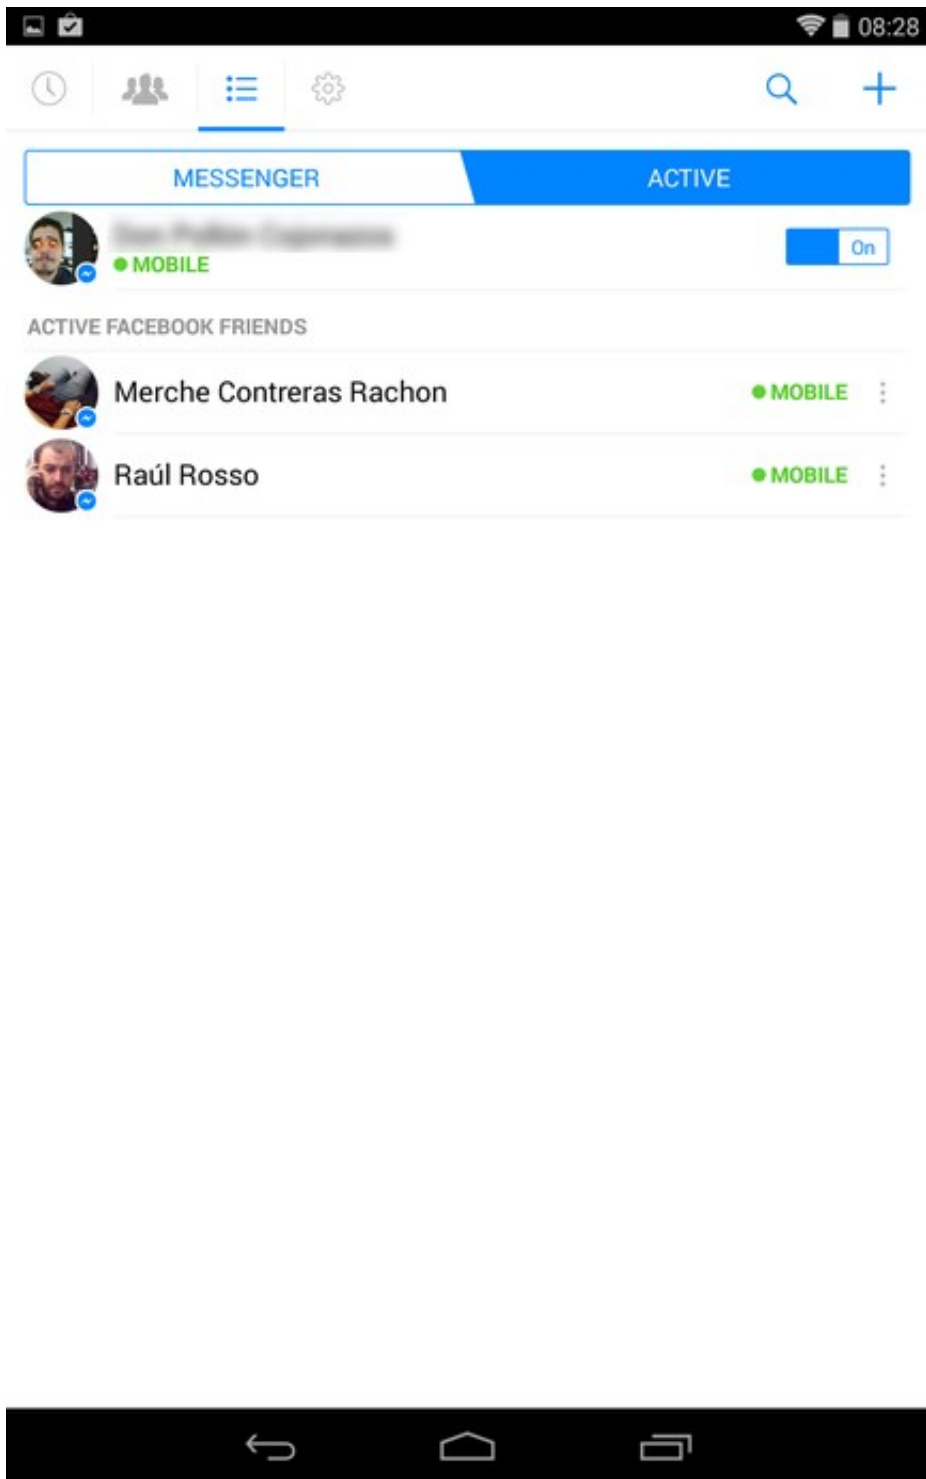 08:28
MESSENGER
ACTIVE
MOBILE
On
ACTIVE FACEBOOK FRIENDS
Merche Contreras Rachon
MOBILE
Raúl Rosso
MOBILE